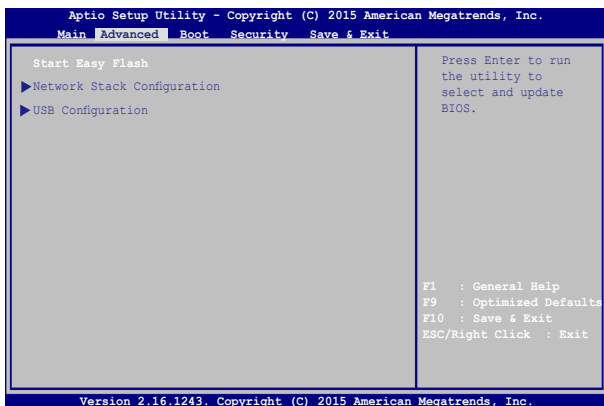 Aptio Setup Utility - Copyright (C) 2015 American Megatrends, Inc.
Main Advanced Boot Security Save & Exit
Start Easy Flash
Network Stack Configuration
USB Configuration
Press Enter to run
the utility to
select and update
BIOS.
F1 : General Help
F9 : Optimized Defaults
F10 : Save & Exit
ESC/Right Click : Exit
Version 2.16.1243. Copyright (C) 2015 American Megatrends, Inc.